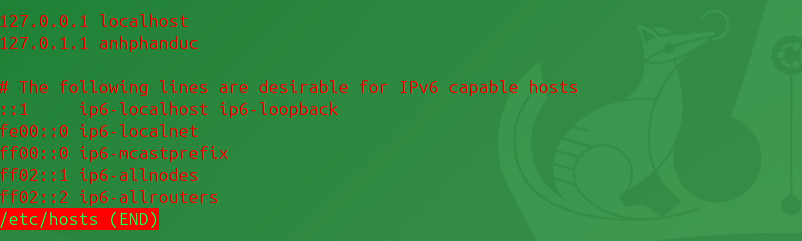 127.0.0.1 localhost
127.0.1.1 anhphanduc
# The following lines are desirable for IPv6 capable hosts
::1     ip6-localhost ip6-loopback
fe00::0 ip6-localnet
ff00::0 ip6-mcastprefix
ff02::1 ip6-allnodes
ff02::2 ip6-allrouters
/etc/hosts (END)